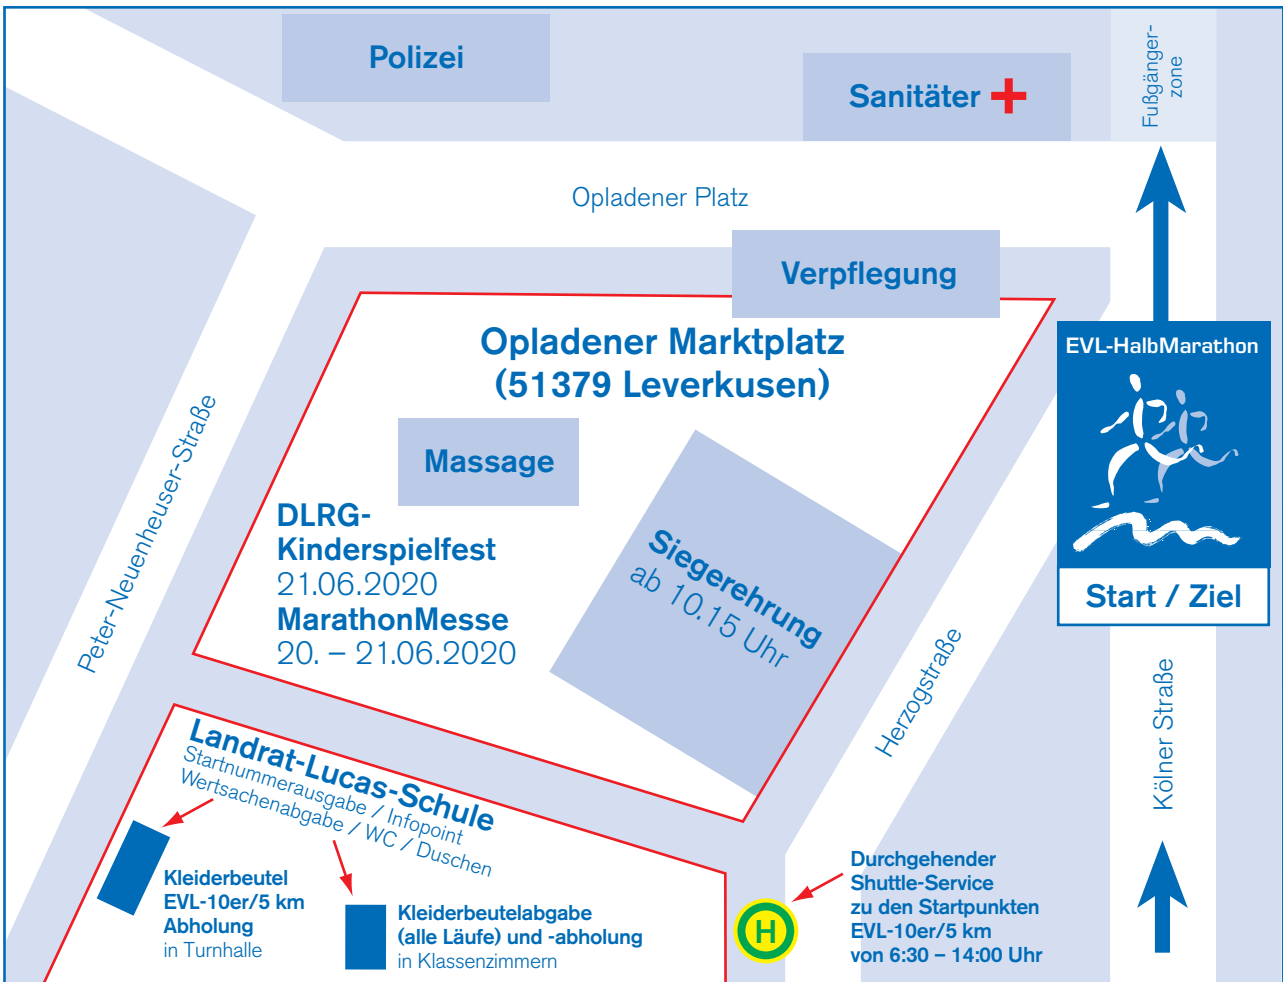 Polizei
Sanitäter
Fußgänger-
zone
Opladener Platz
Verpflegung
Opladener Marktplatz
(51379 Leverkusen)
EVL-HalbMarathon
Start / Ziel
Massage
DLRG-
Kinderspielfest
21.06.2020
MarathonMesse
20. – 21.06.2020
Siegerehrung
ab 10.15 Uhr
Peter-Neuenheuser-Straße
Herzogstraße
Kölner Straße
Landrat-Lucas-Schule
Startnummerausgabe / Infopoint
Wertsachenabgabe / WC / Duschen
Kleiderbeutel
EVL-10er/5 km
Abholung
in Turnhalle
Kleiderbeutelabgabe
(alle Läufe) und -abholung
in Klassenzimmern
H
Durchgehender
Shuttle-Service
zu den Startpunkten
EVL-10er/5 km
von 6:30 – 14:00 Uhr